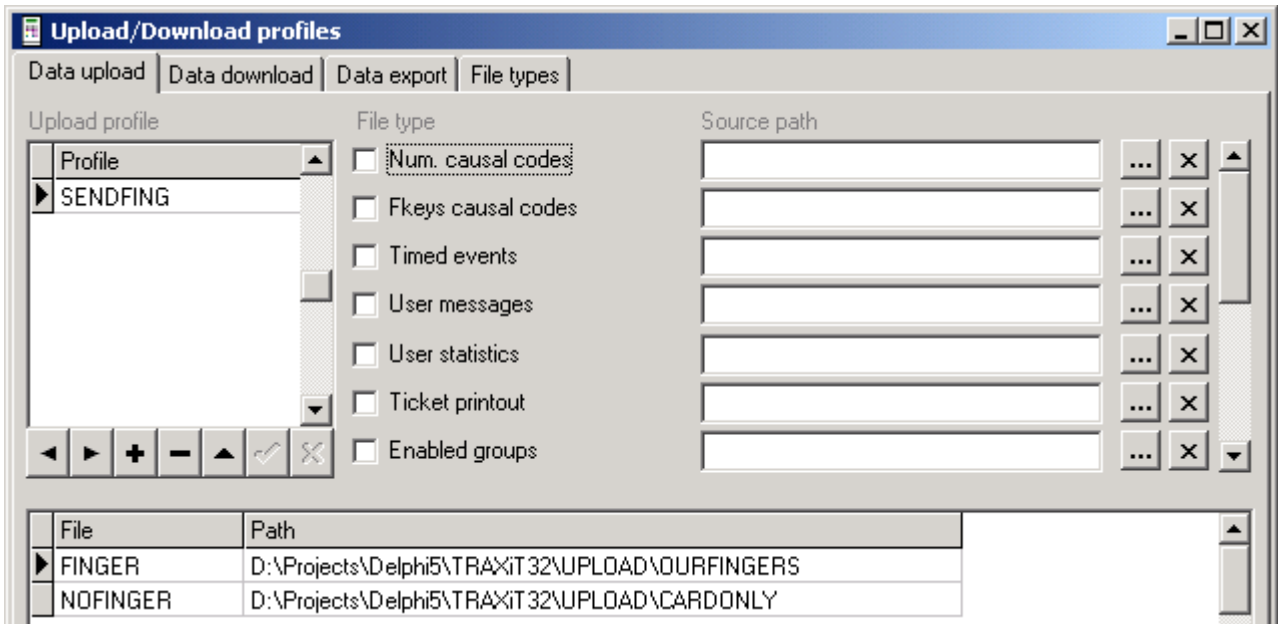 Upload/Download profiles
Data upload Data download Data export File types
Upload profile File type Source path
Profile Num. causal codes ...
SENDFING Fkeys causal codes ...
Timed events ...
User messages ...
User statistics ...
Ticket printout ...
Enabled groups ...
File Path
FINGER D:\Projects\Delphi5\TRAXiT32\UPLOAD\OURFINGERS
NOFINGER D:\Projects\Delphi5\TRAXiT32\UPLOAD\CARDONLY